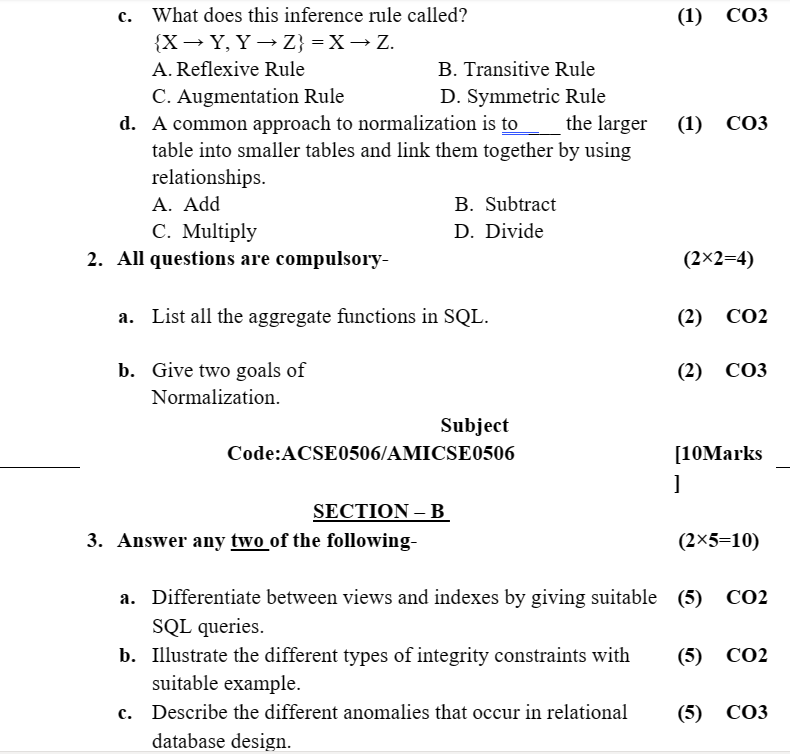 c. What does this inference rule called? (1) CO3
{X → Y, Y → Z} = X → Z.
A. Reflexive Rule B. Transitive Rule
C. Augmentation Rule D. Symmetric Rule
d. A common approach to normalization is to ____ the larger (1) CO3
table into smaller tables and link them together by using
relationships.
A. Add B. Subtract
C. Multiply D. Divide
2. All questions are compulsory- (2×2=4)
a. List all the aggregate functions in SQL. (2) CO2
b. Give two goals of (2) CO3
Normalization.
Subject
Code:ACSE0506/AMICSE0506 [10Marks
]
SECTION – B
3. Answer any two of the following- (2×5=10)
a. Differentiate between views and indexes by giving suitable (5) CO2
SQL queries.
b. Illustrate the different types of integrity constraints with (5) CO2
suitable example.
c. Describe the different anomalies that occur in relational (5) CO3
database design.